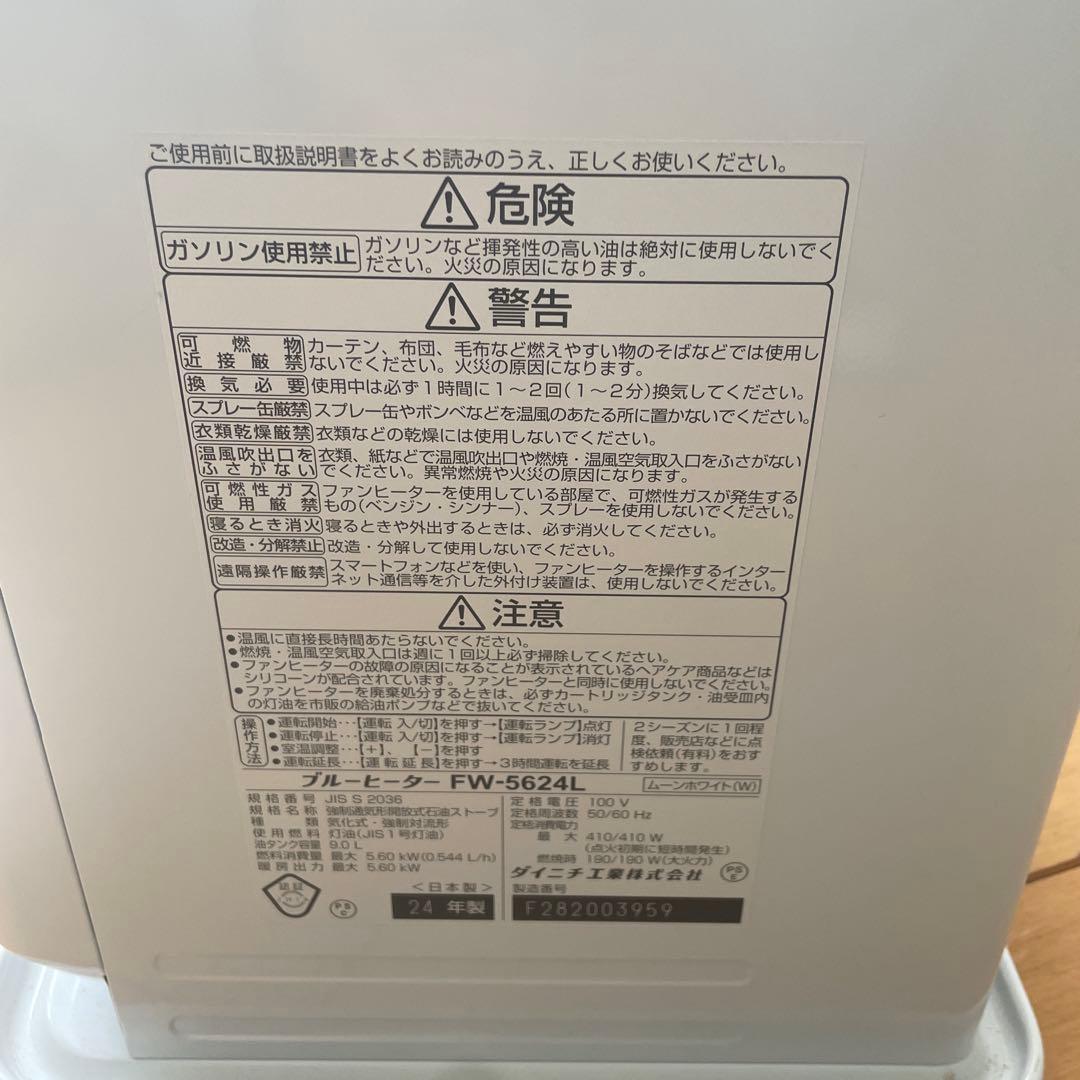 ご使用前に取扱説明書をよくお読みのうえ、正しくお使いください。
危険
ガソリン使用禁止
ガソリンなど揮発性の高い油は絶対に使用しないでく
ださい。火災の原因になります。
警告
可燃物
近接厳禁
カーテン、布団、毛布など燃えやすい物のそばなどでは使用し
ないでください。火災の原因になります。
換気必要
使用中は必ず1時間に1～2回(1～2分)換気してください。
スプレー缶厳禁
スプレー缶やボンベなどを温風のあたる所に置かないでください。
衣類乾燥厳禁
衣類などの乾燥には使用しないでください。
温風吹出口を
ふさがない
衣類、紙などで温風吹出口や燃焼・温風空気取入口をふさがない
でください。異常燃焼や火災の原因になります。
可燃性ガス
使用厳禁
ファンヒーターを使用している部屋で、可燃性ガスが発生する
もの(ベンジン・シンナー)、スプレーを使用しないでください。
寝るとき消火
寝るときや外出するときは、必ず消火してください。
改造・分解禁止
改造・分解して使用しないでください。
遠隔操作厳禁
スマートフォンなどを使い、ファンヒーターを操作するインター
ネット通信等を介した外付け装置は、使用しないでください。
注意
●温風に直接長時間あたらないでください。
●燃焼・温風空気取入口は週に1回以上必ず掃除してください。
●ファンヒーターの故障の原因になることが表示されているヘアケア商品などは
シリコーンが配合されています。ファンヒーターと同時に使用しないでください。
●ファンヒーターを廃棄処分するときは、必ずカートリッジタンク・油受皿内
の灯油を市販の給油ポンプなどで抜いてください。
操作方法
●運転開始…【運転 入/切】を押す→【運転ランプ】点灯
●運転停止…【運転 入/切】を押す→【運転ランプ】消灯
●室温調整…【+】、【−】を押す
●運転延長…【運転延長】を押す→3時間運転を延長
2シーズンに1回程
度、販売店などに点
検依頼(有料)をおす
すめします。
ブルーヒーター FW-5624L
ムーンホワイト(W)
規格番号 JIS S 2036
規格名称 強制通気形開放式石油ストーブ
種類 気化式・強制対流形
使用燃料 灯油(JIS1号灯油)
油タンク容量 9.0 L
燃料消費量 最大 5.60 kW(0.544 L/h)
暖房出力 最大 5.60 kW
定格電圧 100 V
定格周波数 50/60 Hz
定格消費電力
最大 410/410 W
(点火初期に短時間発生)
燃焼時 190/190 W(大火力)
ダイニチ工業株式会社
PS
E
認証
JHIA
PS
C
<日本製>
24 年製
製造番号
F282003959